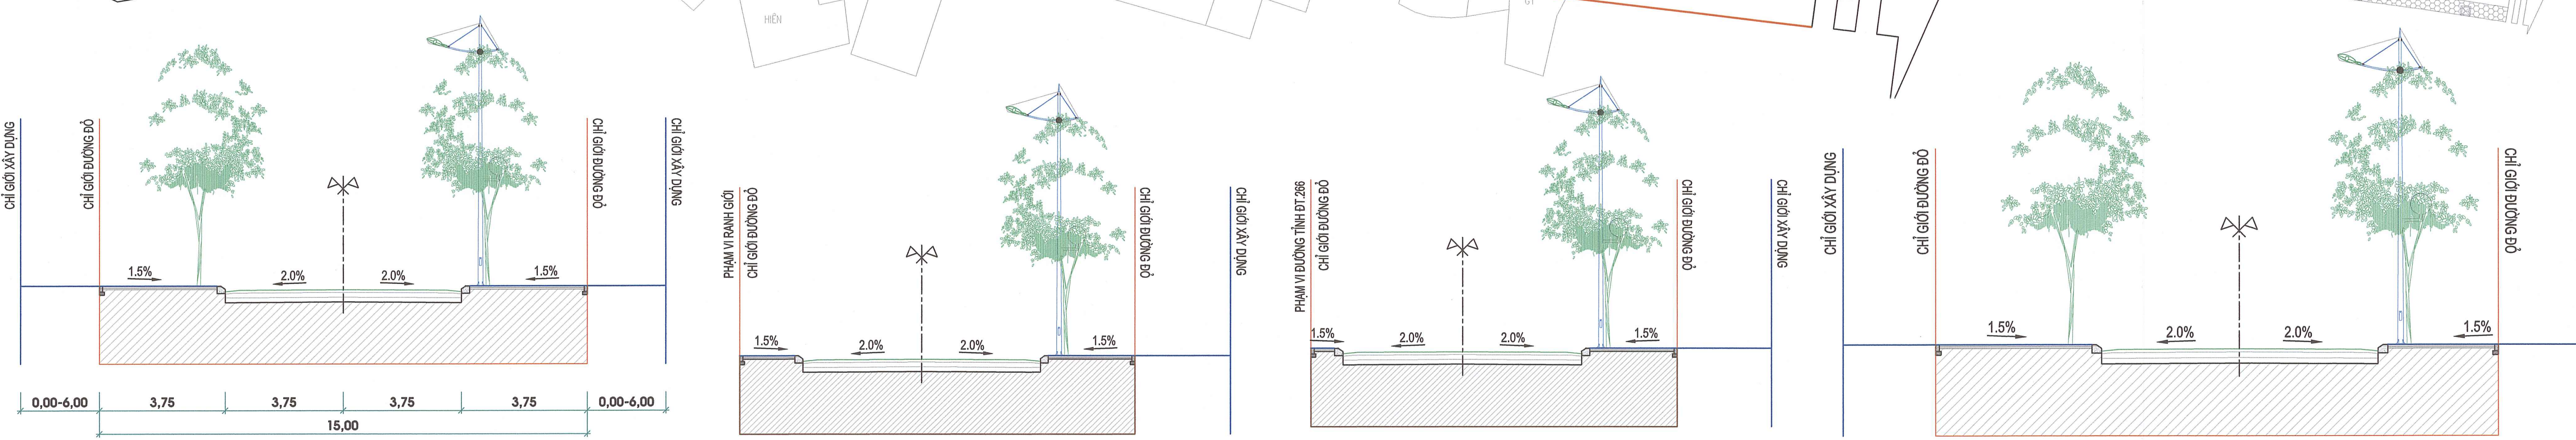 HIÊN
GT
CHỈ GIỚI XÂY DỰNG
CHỈ GIỚI ĐƯỜNG ĐỎ
CHỈ GIỚI ĐƯỜNG ĐỎ
CHỈ GIỚI XÂY DỰNG
1.5%
2.0%
2.0%
1.5%
0,00-6,00
3,75
3,75
3,75
3,75
0,00-6,00
15,00
PHẠM VI RANH GIỚI
CHỈ GIỚI ĐƯỜNG ĐỎ
CHỈ GIỚI ĐƯỜNG ĐỎ
CHỈ GIỚI XÂY DỰNG
1.5%
2.0%
2.0%
1.5%
PHẠM VI ĐƯỜNG TỈNH ĐT.266
CHỈ GIỚI ĐƯỜNG ĐỎ
CHỈ GIỚI ĐƯỜNG ĐỎ
CHỈ GIỚI XÂY DỰNG
1.5%
2.0%
2.0%
1.5%
CHỈ GIỚI XÂY DỰNG
CHỈ GIỚI ĐƯỜNG ĐỎ
CHỈ GIỚI ĐƯỜNG ĐỎ
1.5%
2.0%
2.0%
1.5%